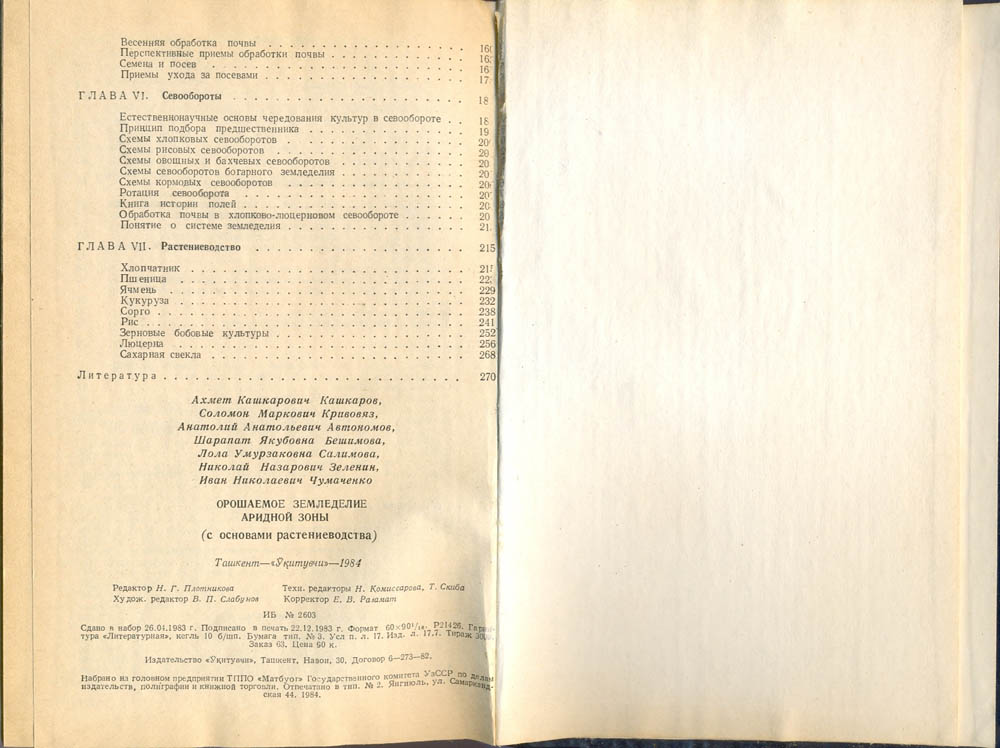 Весенняя обработка почвы . . . . . . . . . . . . . . . .
Перспективные приемы обработки почвы . . . . . . . . . . .
Семена и посев . . . . . . . . . . . . . . . . . . .
Приемы ухода за посевами . . . . . . . . . . . . . . . .
ГЛАВА VI. Севообороты . . . . . . . . . . . . . . . . . .
Естественнонаучные основы чередования культур в севообороте . .
Принцип подбора предшественника . . . . . . . . . . . .
Схемы хлопковых севооборотов . . . . . . . . . . . . . .
Схемы рисовых севооборотов . . . . . . . . . . . . . . .
Схемы овощных и бахчевых севооборотов . . . . . . . . . .
Схемы севооборотов богарного земледелия . . . . . . . . . .
Схемы кормовых севооборотов . . . . . . . . . . . . . .
Ротация севооборота . . . . . . . . . . . . . . . . . .
Книга истории полей . . . . . . . . . . . . . . . . . .
Обработка почвы в хлопково-люцерновом севообороте . . . . . .
Понятие о системе земледелия . . . . . . . . . . . . . .
ГЛАВА VII. Растениеводство . . . . . . . . . . . . . . . . 215
Хлопчатник . . . . . . . . . . . . . . . . . . . . .
Пшеница . . . . . . . . . . . . . . . . . . . . . .
Ячмень . . . . . . . . . . . . . . . . . . . . . . 229
Кукуруза . . . . . . . . . . . . . . . . . . . . . 232
Сорго . . . . . . . . . . . . . . . . . . . . . . . 238
Рис . . . . . . . . . . . . . . . . . . . . . . . . 241
Зерновые бобовые культуры . . . . . . . . . . . . . . . 252
Люцерна . . . . . . . . . . . . . . . . . . . . . . 256
Сахарная свекла . . . . . . . . . . . . . . . . . . . 268
Литература . . . . . . . . . . . . . . . . . . . . . . . 270
Ахмет Кашкарович Кашкаров,
Соломон Маркович Кривовяз,
Анатолий Анатольевич Автономов,
Шарапат Якубовна Бешимова,
Лола Умурзаковна Салимова,
Николай Назарович Зеленин,
Иван Николаевич Чумаченко
ОРОШАЕМОЕ ЗЕМЛЕДЕЛИЕ
АРИДНОЙ ЗОНЫ
(с основами растениеводства)
Ташкент—«Ўқитувчи»—1984
Редактор Н. Г. Плотникова Техн. редакторы Н. Комиссарова, Т. Скиба
Худож. редактор В. П. Слабунов Корректор Е. В. Разамат
ИБ № 2603
Сдано в набор 26.04.1983 г. Подписано в печать 22.12.1983 г. Формат 60×90¹/₁₆. Р21426. Гарни-
тура «Литературная», кегль 10 б/шп. Бумага тип. № 3. Усл п. л. 17. Изд. л. 17,7. Тираж
Заказ 63. Цена 90 к.
Издательство «Ўқитувчи», Ташкент, Навои, 30. Договор 6—273—82.
Набрано из головном предприятии ТППО «Матбуот» Государственного комитета УзССР по делам
издательств, полиграфии и книжной торговли. Отпечатано в тип. № 2. Янгиюль, ул. Самарканд-
ская 44. 1984.